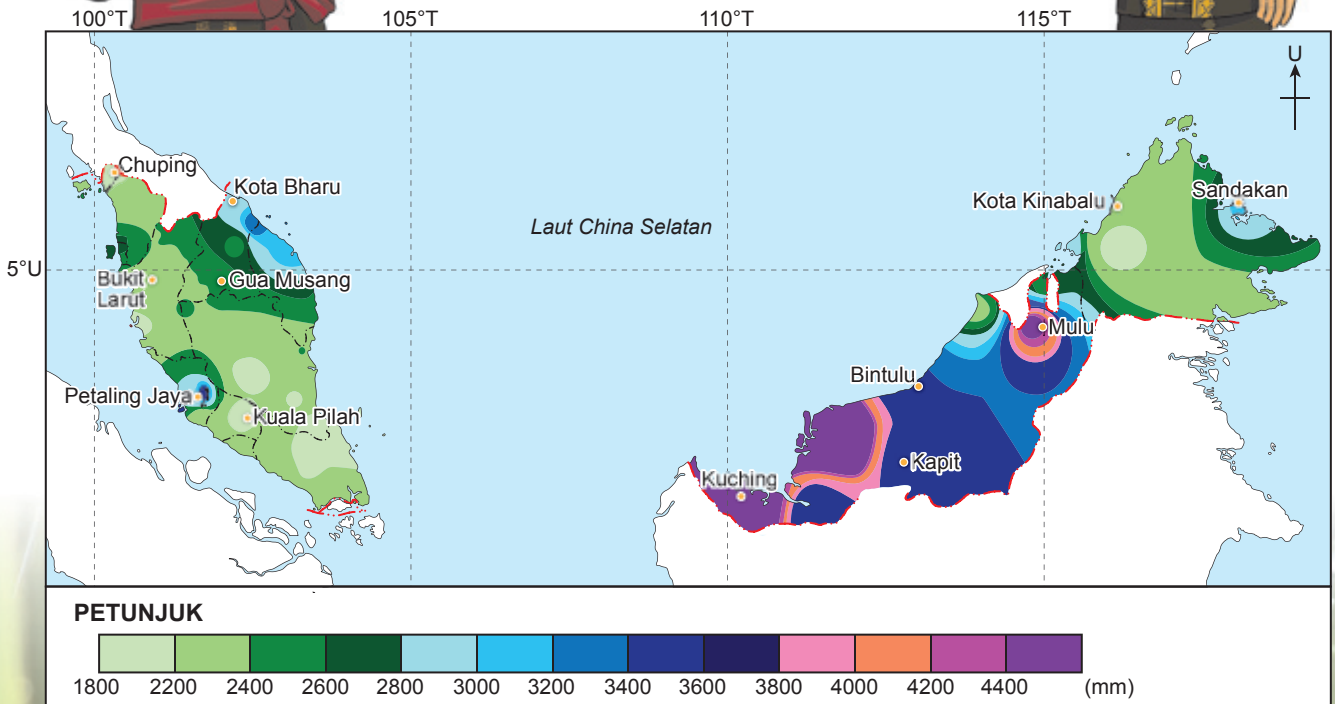 100°T 105°T 110°T 115°T
U
Chuping
Kota Bharu
Kota Kinabalu
Sandakan
Laut China Selatan
5°U
Bukit
Larut
Gua Musang
Mulu
Bintulu
Petaling Jaya
Kuala Pilah
Kapit
Kuching
PETUNJUK
1800 2200 2400 2600 2800 3000 3200 3400 3600 3800 4000 4200 4400 (mm)